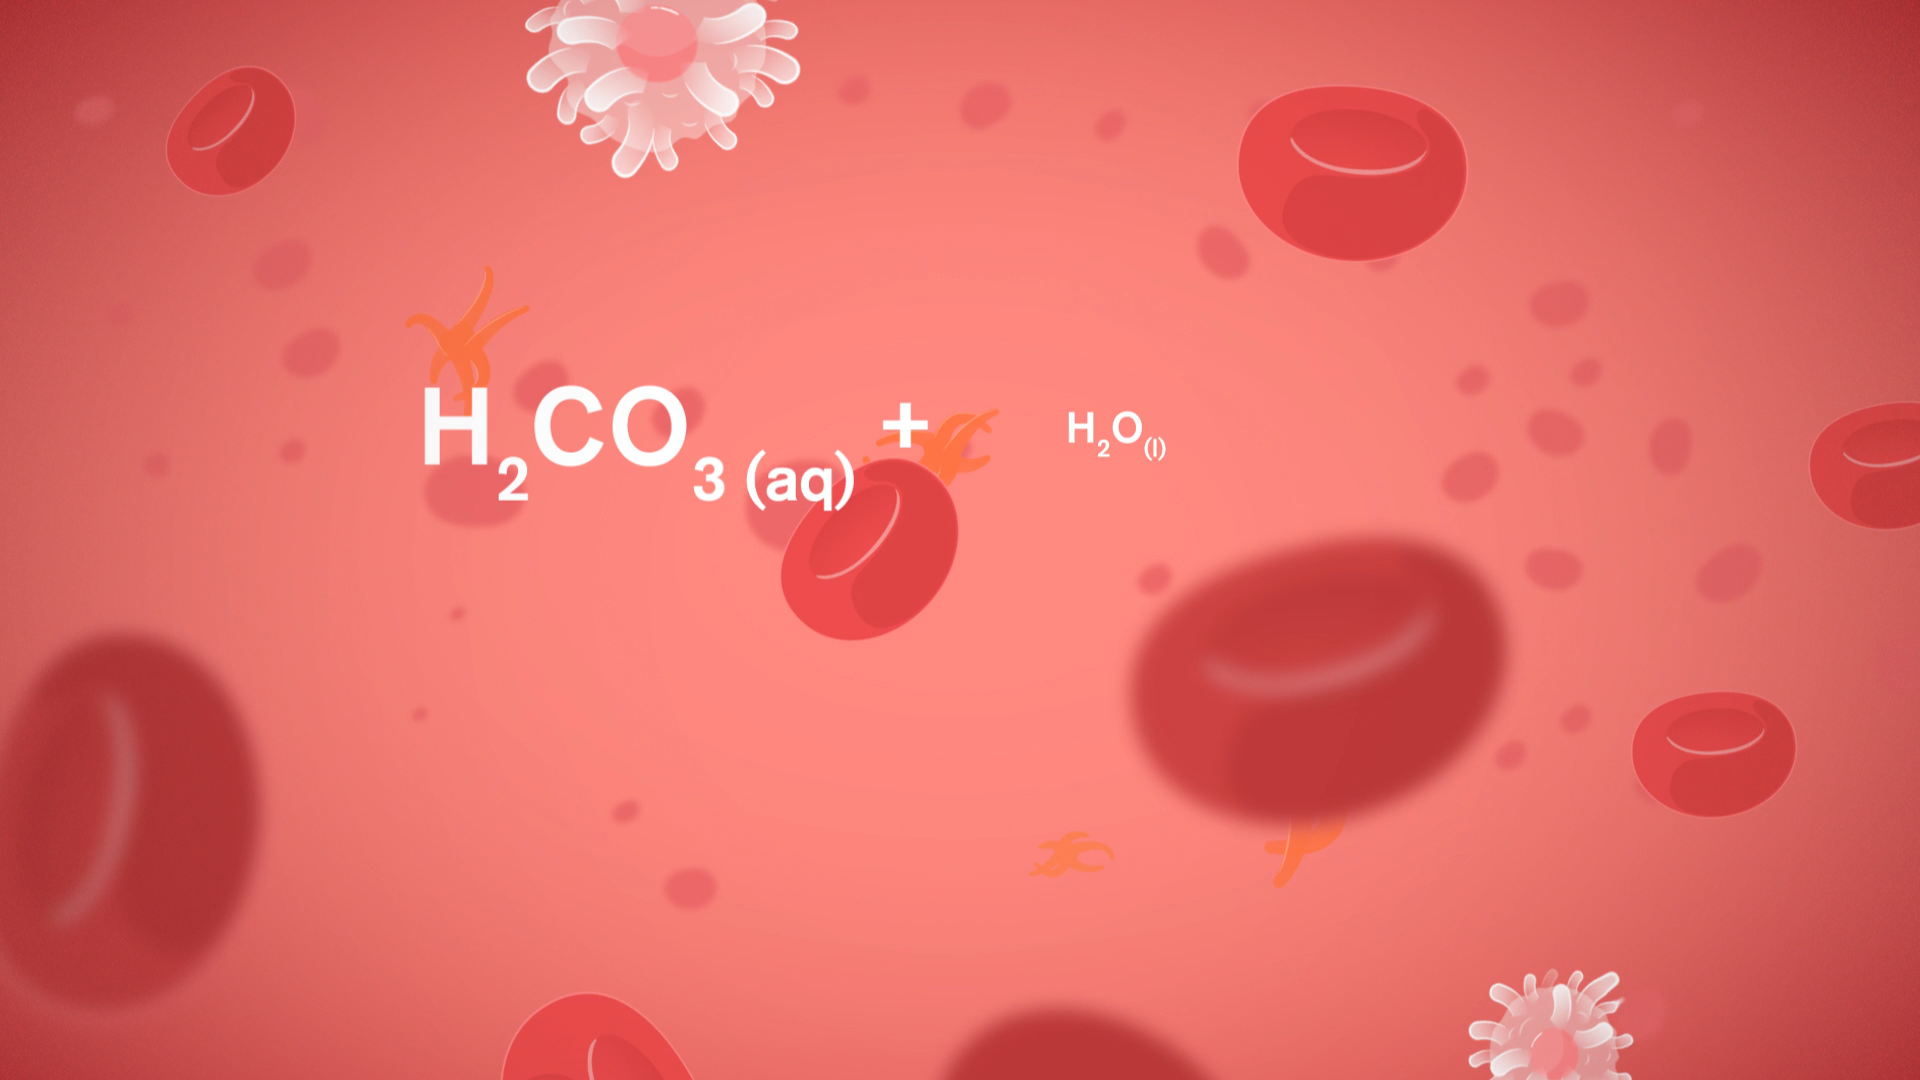 H₂CO₃ (aq) + H₂O(l)